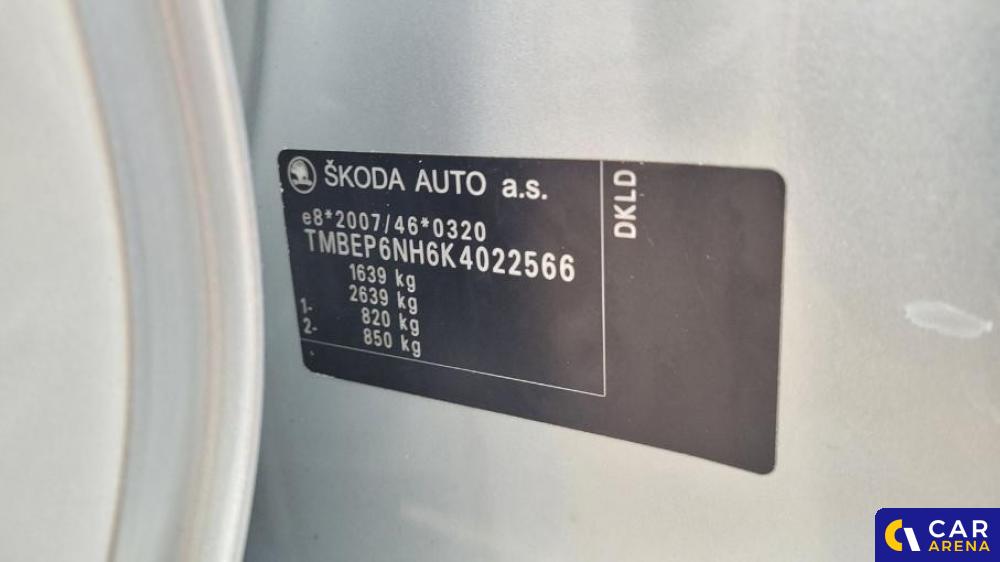 ŠKODA AUTO a.s.
e8*2007/46*0320
TMBEP6NH6K4022566
1639 kg
2639 kg
1- 820 kg
2- 850 kg
DKLD
CAR
ARENA